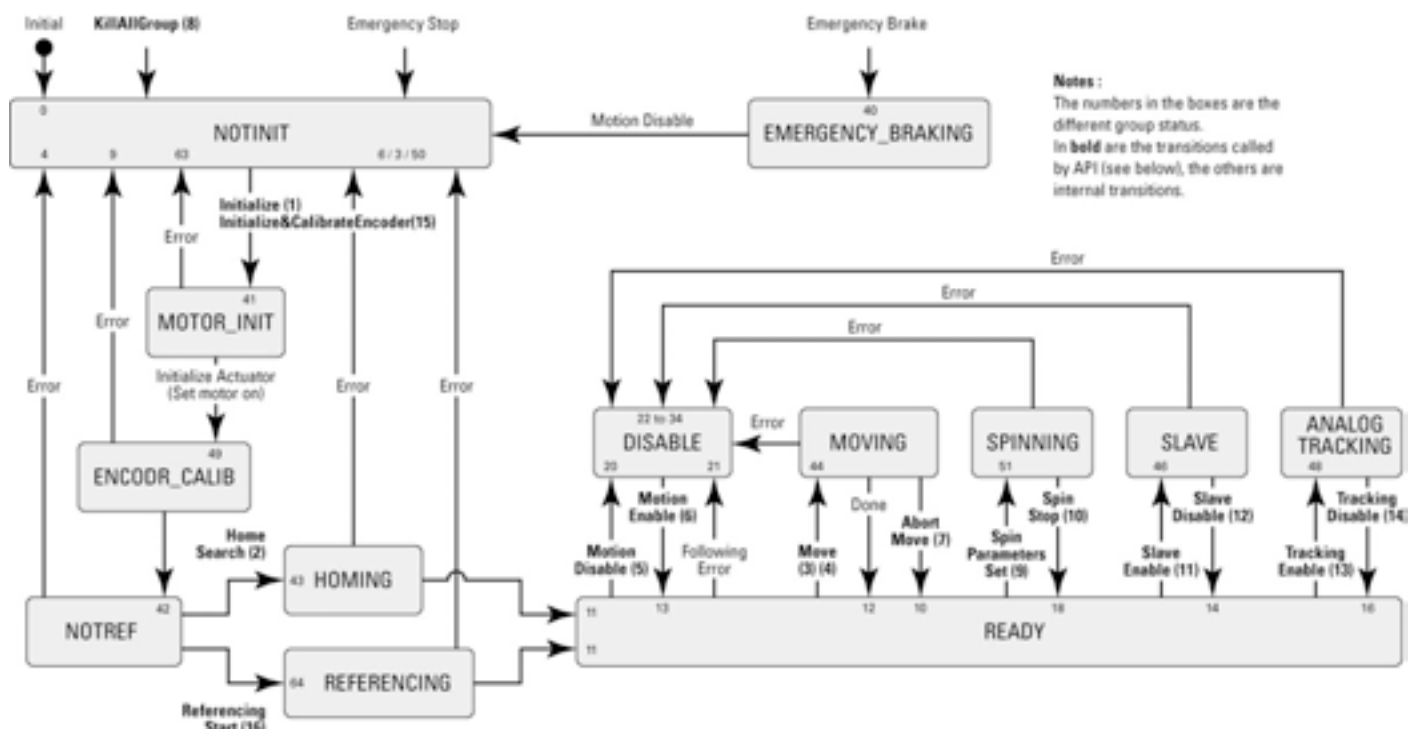 Initial
KillAllGroup (8)
Emergency Stop
Emergency Brake
Notes :
The numbers in the boxes are the
different group status.
In bold are the transitions called
by API (see below), the others are
internal transitions.
0
NOTINIT
4
9
63
6 / 3 / 50
Motion Disable
40
EMERGENCY_BRAKING
Initialize (1)
Initialize&CalibrateEncoder(15)
Error
Error
Error
Error
Error
41
MOTOR_INIT
Initialize Actuator
(Set motor on)
49
ENCODR_CALIB
Error
Error
Error
22 to 34
DISABLE
20
21
Error
MOVING
44
SPINNING
51
SLAVE
46
ANALOG
TRACKING
48
Motion
Disable (5)
Motion
Enable (6)
Following
Error
Move
(3) (4)
Done
Abort
Move (7)
Spin
Parameters
Set (9)
Spin
Stop (10)
Slave
Enable (11)
Slave
Disable (12)
Tracking
Enable (13)
Tracking
Disable (14)
Home
Search (2)
43
HOMING
42
NOTREF
64
REFERENCING
Referencing
Start (16)
11
11
13
12
10
18
14
16
READY